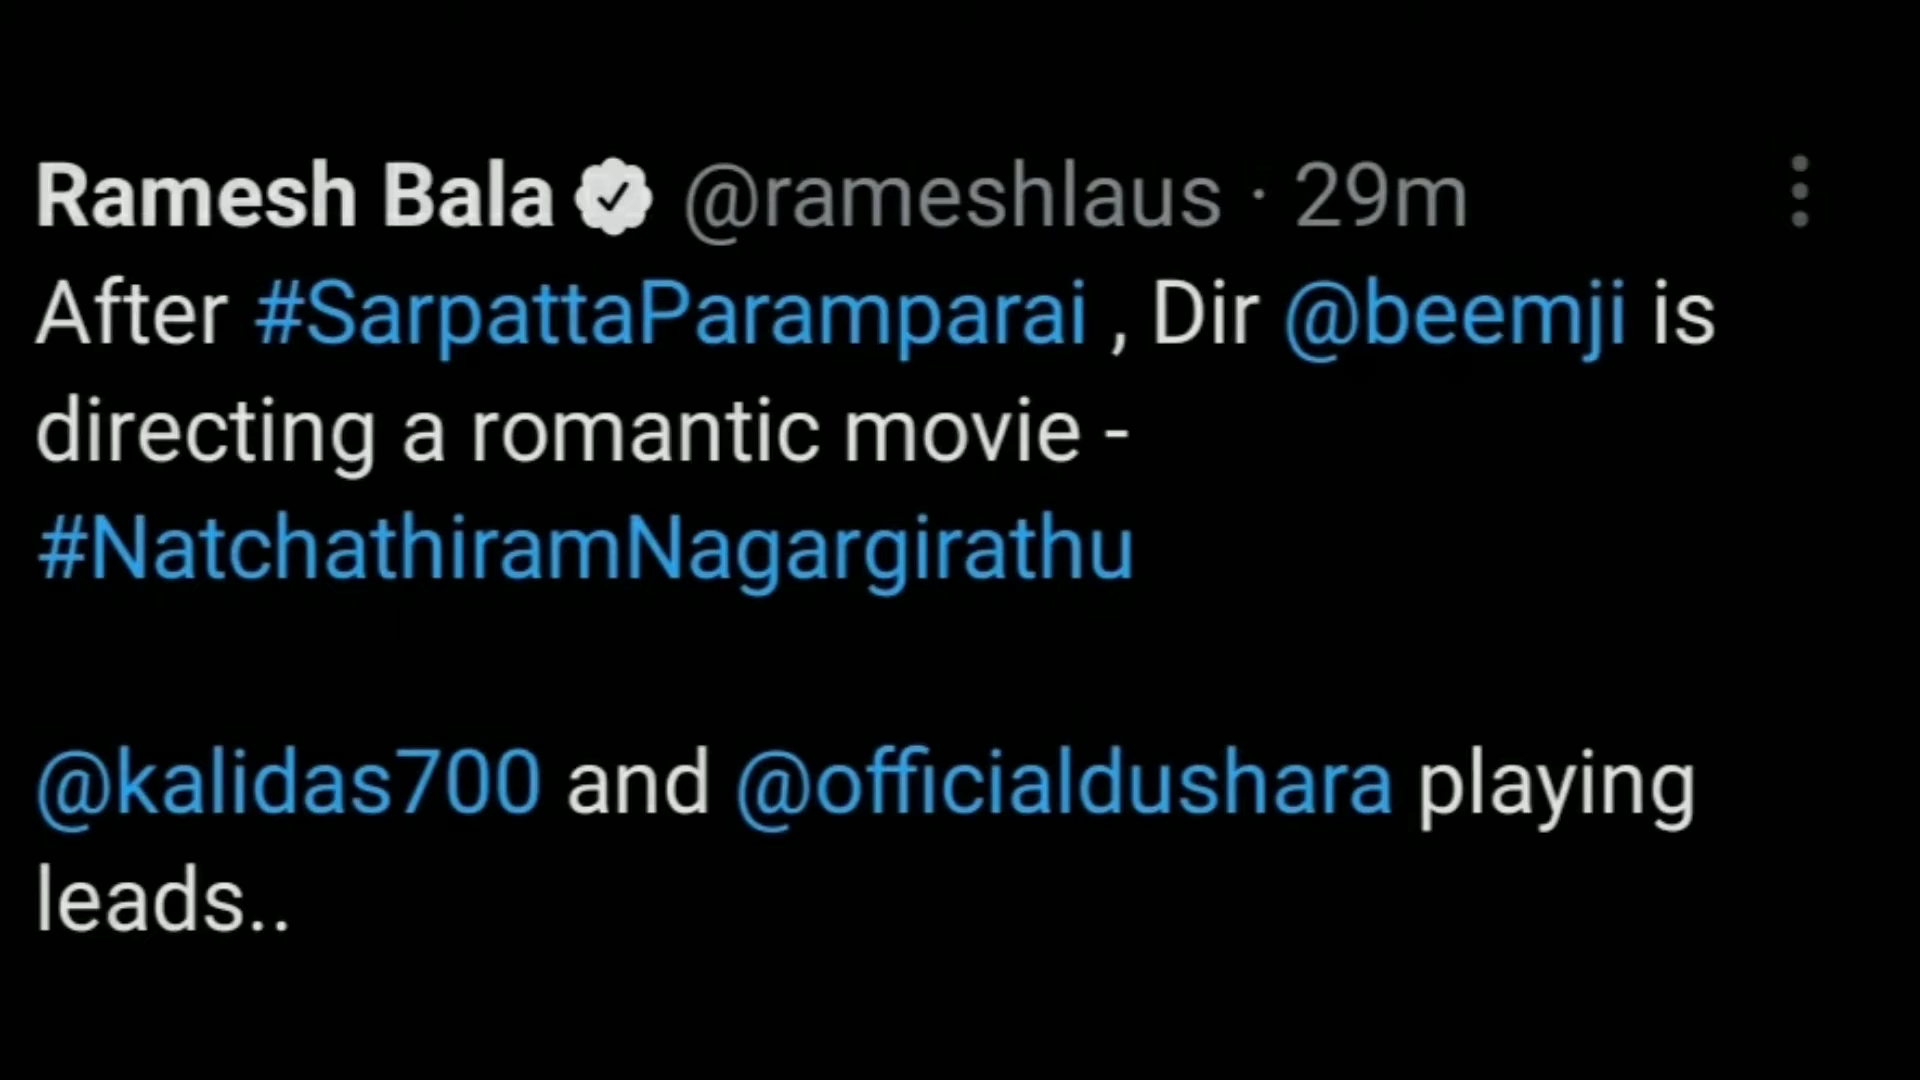 Ramesh Bala @rameshlaus · 29m
After #SarpattaParamparai , Dir @beemji is
directing a romantic movie -
#NatchathiramNagargirathu
@kalidas700 and @officialdushara playing
leads..